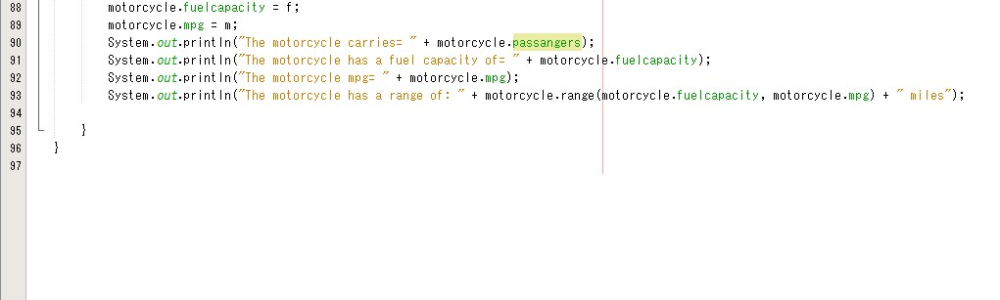 88 motorcycle.fuelcapacity = f;
89 motorcycle.mpg = m;
90 System.out.println("The motorcycle carries= " + motorcycle.passangers);
91 System.out.println("The motorcycle has a fuel capacity of= " + motorcycle.fuelcapacity);
92 System.out.println("The motorcycle mpg= " + motorcycle.mpg);
93 System.out.println("The motorcycle has a range of: " + motorcycle.range(motorcycle.fuelcapacity, motorcycle.mpg) + " miles");
94
95 }
96 }
97